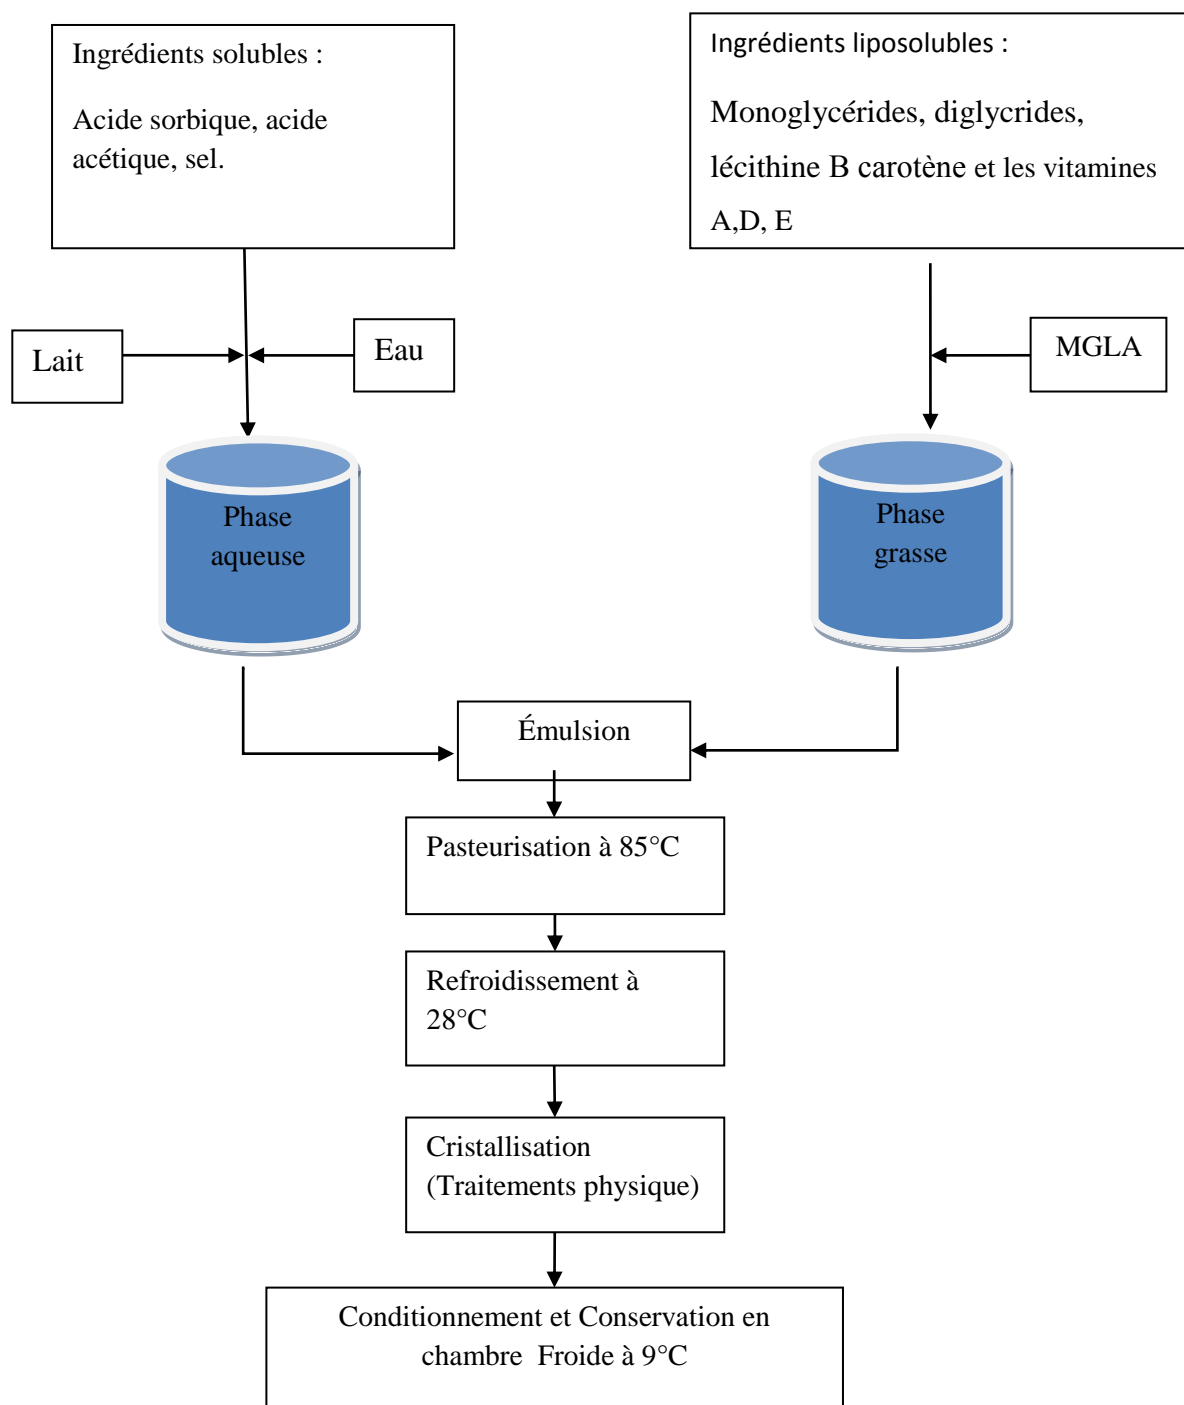 Ingrédients solubles :
Acide sorbique, acide
acétique, sel.
Ingrédients liposolubles :
Monoglycérides, diglycrides,
lécithine B carotène et les vitamines
A,D, E
Lait
Eau
MGLA
Phase
aqueuse
Phase
grasse
Émulsion
Pasteurisation à 85°C
Refroidissement à
28°C
Cristallisation
(Traitements physique)
Conditionnement et Conservation en
chambre  Froide à 9°C